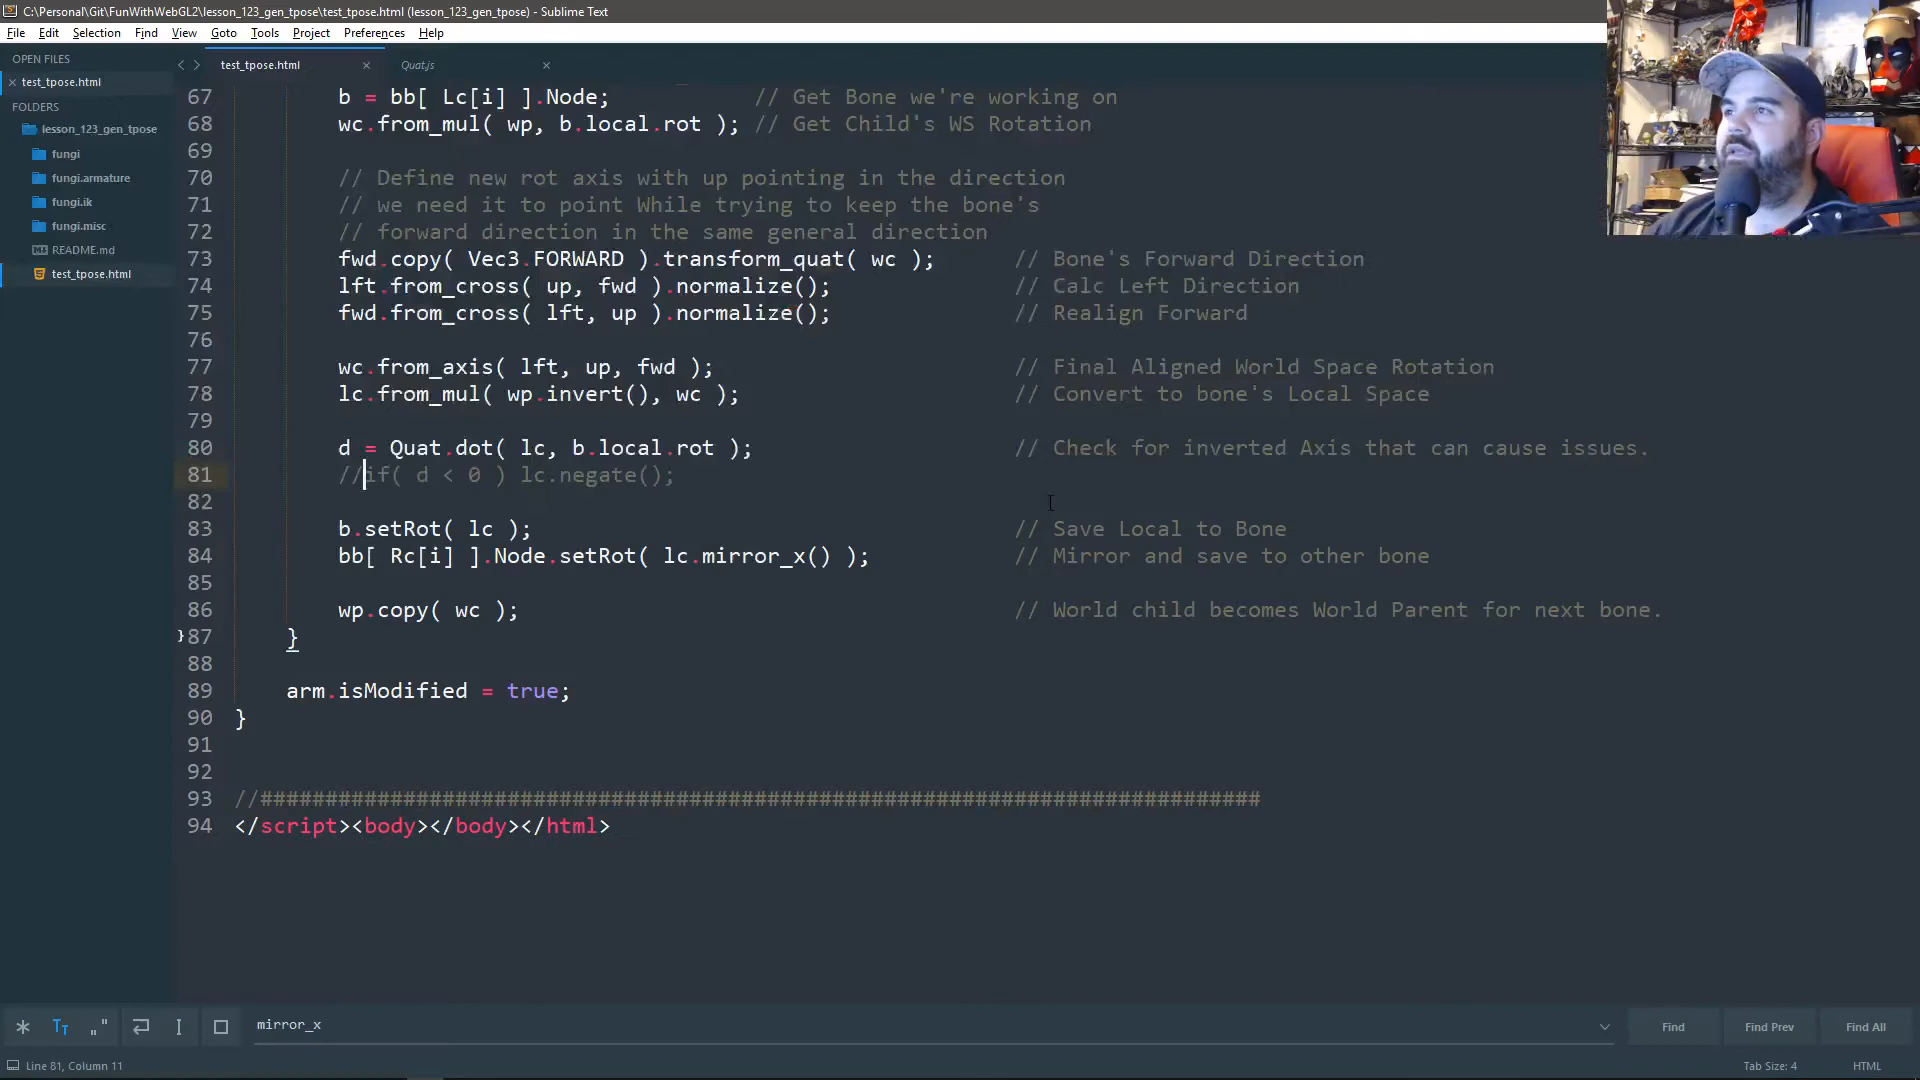 C:\Personal\Git\FunWithWebGL2\lesson_123_gen_tpose\test_tpose.html (lesson_123_gen_tpose) - Sublime Text
File Edit Selection Find View Goto Tools Project Preferences Help
OPEN FILES
test_tpose.html
FOLDERS
lesson_123_gen_tpose
fungi
fungi.armature
fungi.ik
fungi.misc
README.md
test_tpose.html
test_tpose.html Quat.js
67 b = bb[ Lc[i] ].Node; // Get Bone we're working on
68 wc.from_mul( wp, b.local.rot ); // Get Child's WS Rotation
69
70 // Define new rot axis with up pointing in the direction
71 // we need it to point While trying to keep the bone's
72 // forward direction in the same general direction
73 fwd.copy( Vec3.FORWARD ).transform_quat( wc ); // Bone's Forward Direction
74 lft.from_cross( up, fwd ).normalize(); // Calc Left Direction
75 fwd.from_cross( lft, up ).normalize(); // Realign Forward
76
77 wc.from_axis( lft, up, fwd ); // Final Aligned World Space Rotation
78 lc.from_mul( wp.invert(), wc ); // Convert to bone's Local Space
79
80 d = Quat.dot( lc, b.local.rot ); // Check for inverted Axis that can cause issues.
81 //if( d < 0 ) lc.negate();
82
83 b.setRot( lc ); // Save Local to Bone
84 bb[ Rc[i] ].Node.setRot( lc.mirror_x() ); // Mirror and save to other bone
85
86 wp.copy( wc ); // World child becomes World Parent for next bone.
}87 }
88
89 arm.isModified = true;
90 }
91
92
93 //#############################################################################
94 </script><body></body></html>
mirror_x
Find Find Prev Find All
Line 81, Column 11
Tab Size: 4 HTML